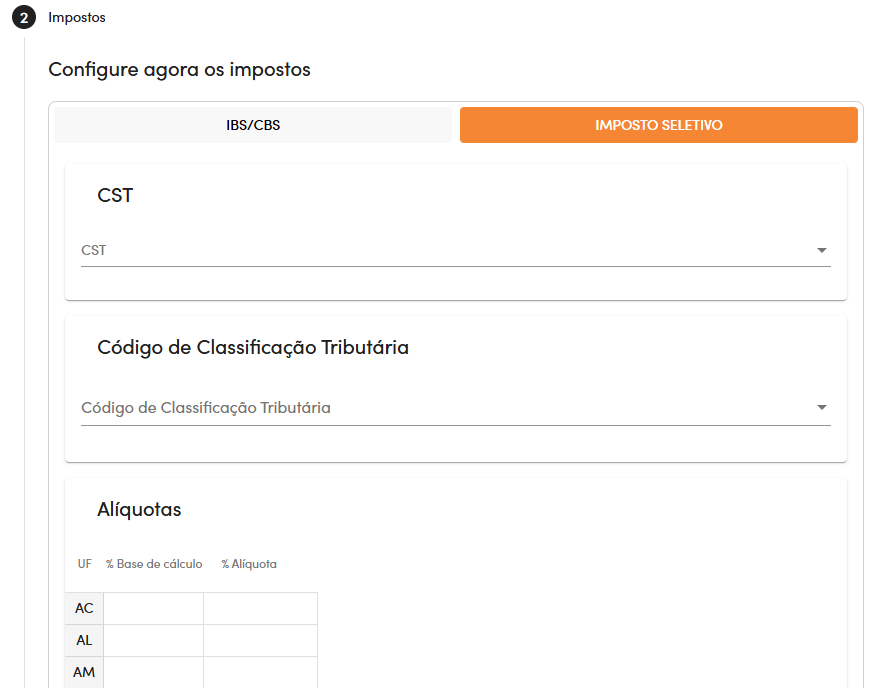 2 Impostos
Configure agora os impostos
IBS/CBS IMPOSTO SELETIVO
CST
CST
Código de Classificação Tributária
Código de Classificação Tributária
Alíquotas
UF % Base de cálculo % Alíquota
AC
AL
AM